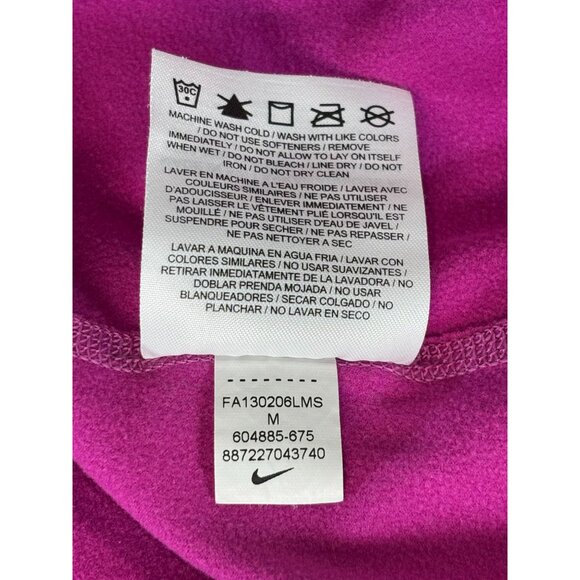 30C
MACHINE WASH COLD / WASH WITH LIKE COLORS
/ DO NOT USE SOFTENERS / REMOVE
IMMEDIATELY / DO NOT ALLOW TO LAY ON ITSELF
WHEN WET / DO NOT BLEACH / LINE DRY / DO NOT
IRON / DO NOT DRY CLEAN
LAVER EN MACHINE A L'EAU FROIDE / LAVER AVEC
COULEURS SIMILAIRES / NE PAS UTILISER
D'ADOUCISSEUR / ENLEVER IMMEDIATEMENT / NE
PAS LAISSER LE VÊTEMENT PLIÉ LORSQU'IL EST
MOUILLÉ / NE PAS UTILISER D'EAU DE JAVEL /
SUSPENDRE POUR SECHER / NE PAS REPASSER /
NE PAS NETTOYER A SEC
LAVAR A MAQUINA EN AGUA FRIA / LAVAR CON
COLORES SIMILARES / NO USAR SUAVIZANTES /
RETIRAR INMEDIATAMENTE DE LA LAVADORA / NO
DOBLAR PRENDA MOJADA / NO USAR
BLANQUEADORES / SECAR COLGADO / NO
PLANCHAR / NO LAVAR EN SECO
FA130206LMS
M
604885-675
887227043740